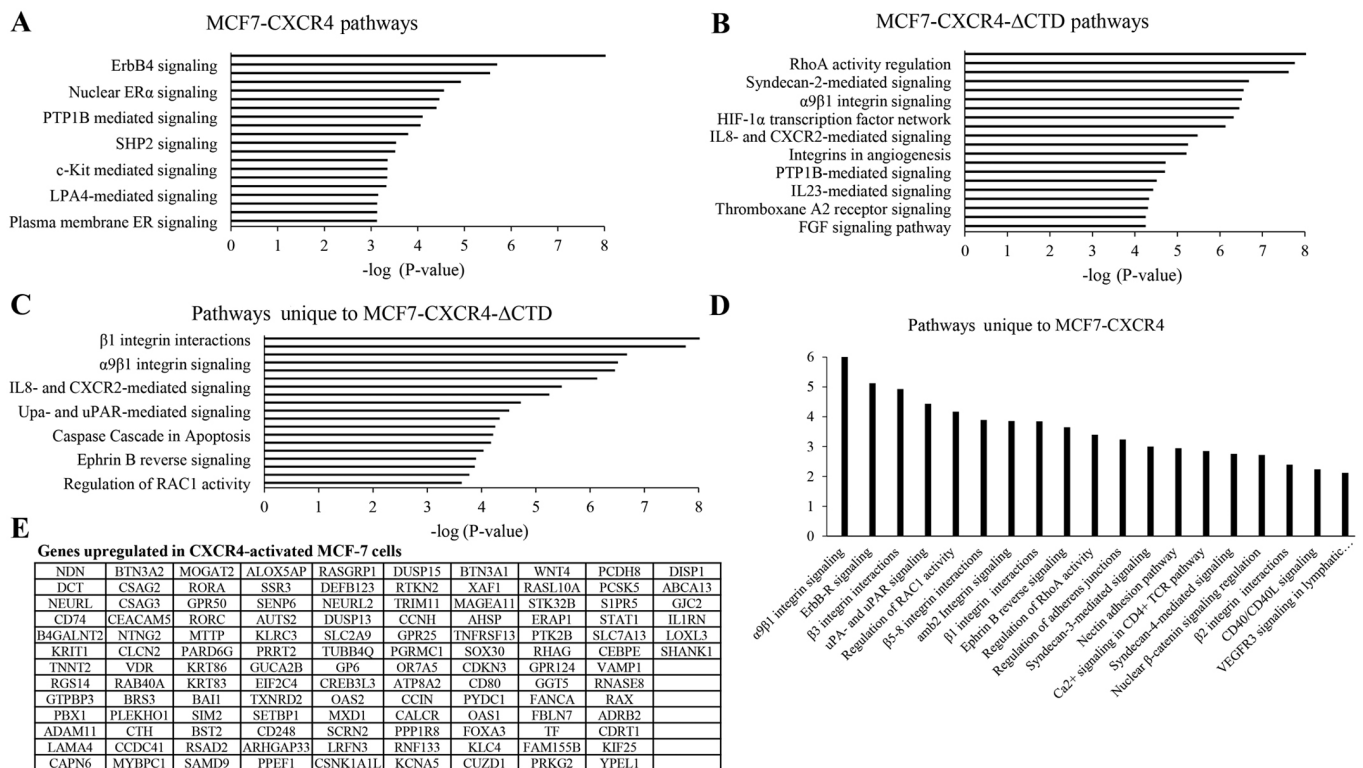 A
MCF7-CXCR4 pathways
ErbB4 signaling
Nuclear ERα signaling
PTP1B mediated signaling
SHP2 signaling
c-Kit mediated signaling
LPA4-mediated signaling
Plasma membrane ER signaling
0 1 2 3 4 5 6 7 8
-log (P-value)
B
MCF7-CXCR4-ΔCTD pathways
RhoA activity regulation
Syndecan-2-mediated signaling
α9β1 integrin signaling
HIF-1α transcription factor network
IL8- and CXCR2-mediated signaling
Integrins in angiogenesis
PTP1B-mediated signaling
IL23-mediated signaling
Thromboxane A2 receptor signaling
FGF signaling pathway
0 1 2 3 4 5 6 7 8
-log (P-value)
C
Pathways unique to MCF7-CXCR4-ΔCTD
β1 integrin interactions
α9β1 integrin signaling
IL8- and CXCR2-mediated signaling
Upa- and uPAR-mediated signaling
Caspase Cascade in Apoptosis
Ephrin B reverse signaling
Regulation of RAC1 activity
0 1 2 3 4 5 6 7 8
-log (P-value)
D
Pathways unique to MCF7-CXCR4
6
5
4
3
2
1
0
α9β1 integrin signaling
ErbB-R signaling
β3 integrin interactions
uPA- and uPAR signaling
Regulation of RAC1 activity
β5-8 integrin interactions
amb2 Integrin signaling
β1 integrin interactions
Ephrin B reverse signaling
Regulation of RhoA activity
Regulation of adherens junctions
Syndecan-3-mediated signaling
Nectin adhesion pathway
Ca2+ signaling in CD4+ TCR pathway
Syndecan-4-mediated signaling
Nuclear β-catenin signaling regulation
β2 integrin interactions
CD40/CD40L signaling
VEGFR3 signaling in lymphatic...
E
Genes upregulated in CXCR4-activated MCF-7 cells
NDN BTN3A2 MOGAT2 ALOX5AP RASGRP1 DUSP15 BTN3A1 WNT4 PCDH8 DISP1
DCT CSAG2 RORA SSR3 DEFB123 RTKN2 XAF1 RASL10A PCSK5 ABCA13
NEURL CSAG3 GPR50 SENP6 NEURL2 TRIM11 MAGEA11 STK32B S1PR5 GJC2
CD74 CEACAM5 RORC AUTS2 DUSP13 CCNH AHSP ERAP1 STAT1 IL1RN
B4GALNT2 NTNG2 MTTP KLRC3 SLC2A9 GPR25 TNFRSF13 PTK2B SLC7A13 LOXL3
KRIT1 CLCN2 PARD6G PRRT2 TUBB4Q PGRMC1 SOX30 RHAG CEBPE SHANK1
TNNT2 VDR KRT86 GUCA2B GP6 OR7A5 CDKN3 GPR124 VAMP1
RGS14 RAB40A KRT83 EIF2C4 CREB3L3 ATP8A2 CD80 GGT5 RNASE8
GTPBP3 BRS3 BAI1 TXNRD2 OAS2 CCIN PYDC1 FANCA RAX
PBX1 PLEKHO1 SIM2 SETBP1 MXD1 CALCR OAS1 FBLN7 ADRB2
ADAM11 CTH BST2 CD248 SCRN2 PPP1R8 FOXA3 TF CDRT1
LAMA4 CCDC41 RSAD2 ARHGAP33 LRFN3 RNF133 KLC4 FAM155B KIF25
CAPN6 MYBPC1 SAMD9 PPEF1 CSNK1A1L KCNA5 CUZD1 PRKG2 YPEL1